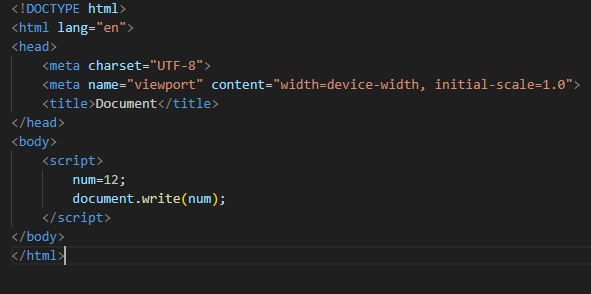 <!DOCTYPE html>
<html lang="en">
<head>
    <meta charset="UTF-8">
    <meta name="viewport" content="width=device-width, initial-scale=1.0">
    <title>Document</title>
</head>
<body>
    <script>
        num=12;
        document.write(num);
    </script>
</body>
</html>